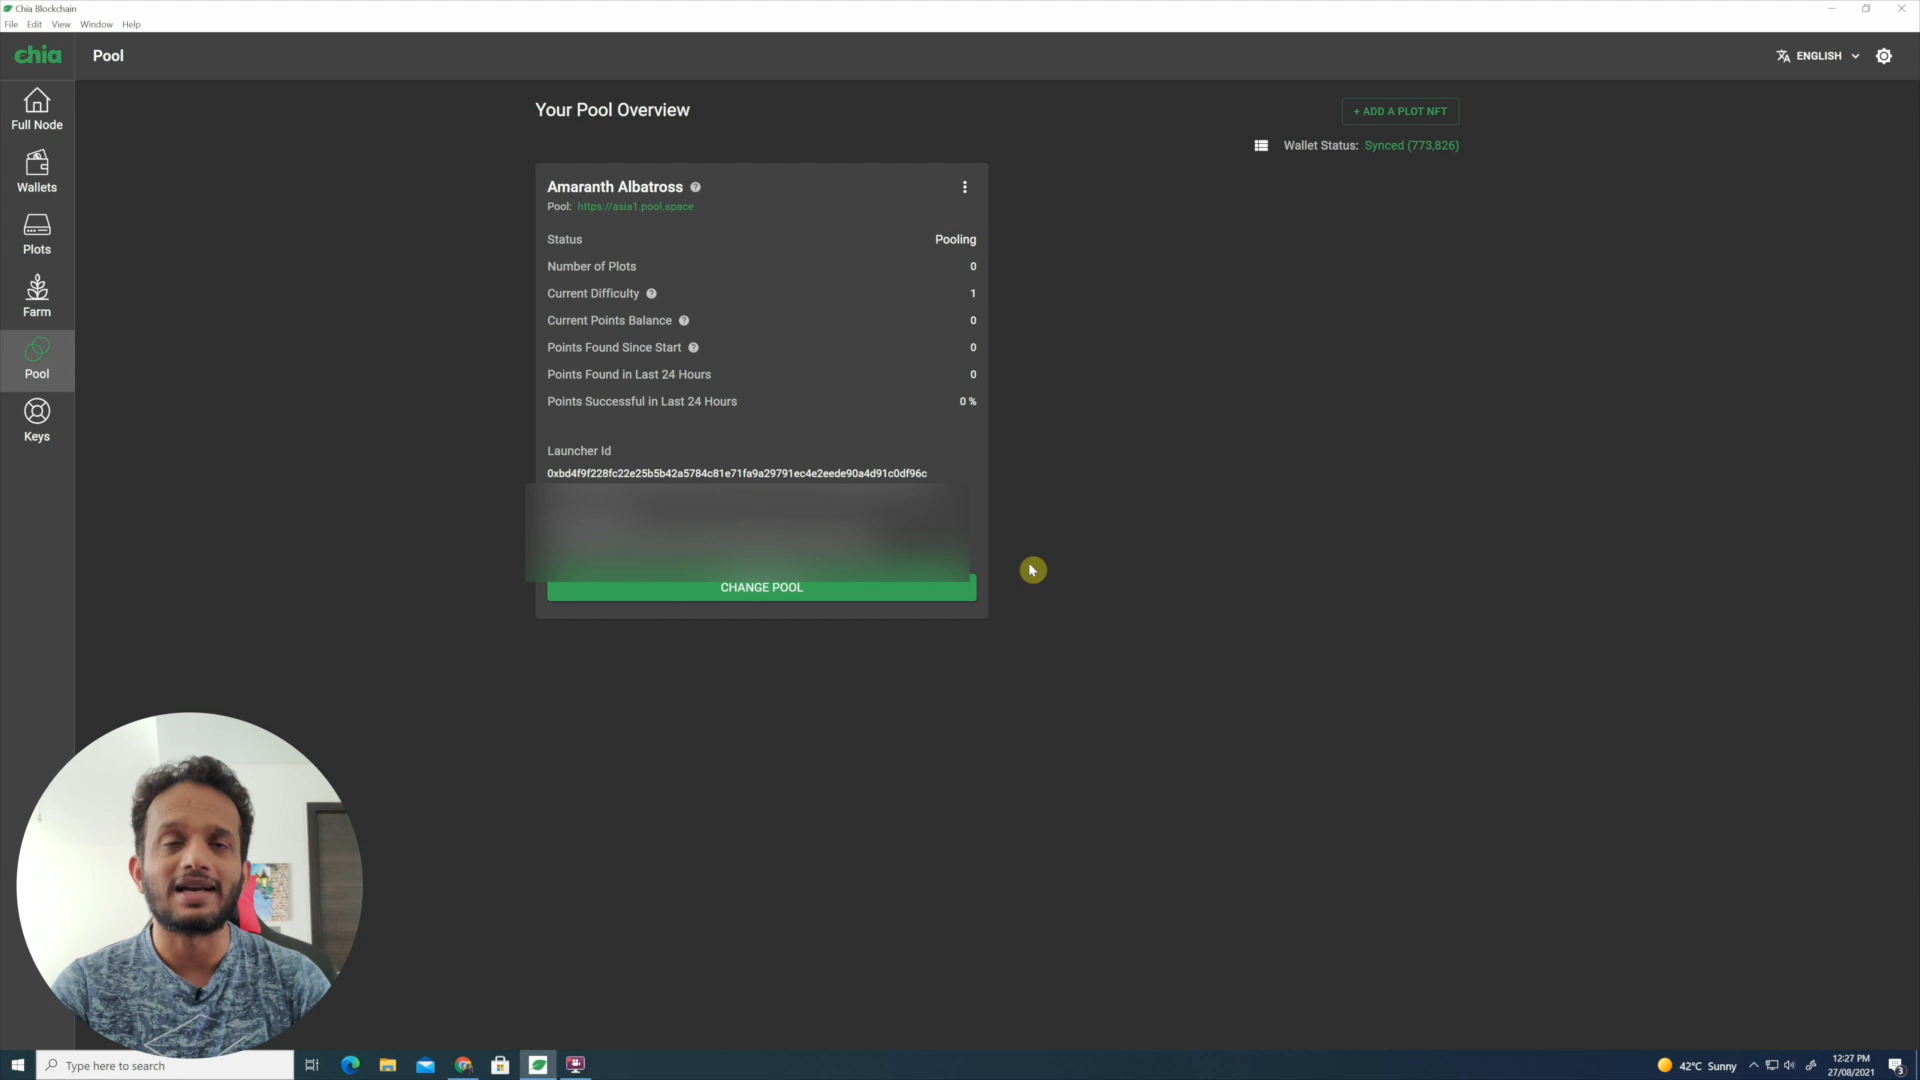 Chia Blockchain
File Edit View Window Help
chia
Pool
ENGLISH
Full Node
Wallets
Plots
Farm
Pool
Keys
Your Pool Overview
+ ADD A PLOT NFT
Wallet Status: Synced (773,826)
Amaranth Albatross
Pool: https://asia1.pool.space
Status Pooling
Number of Plots 0
Current Difficulty 1
Current Points Balance 0
Points Found Since Start 0
Points Found in Last 24 Hours 0
Points Successful in Last 24 Hours 0 %
Launcher Id
0xbd4f9f228fc22e25b5b42a5784c81e71fa9a29791ec4e2eede90a4d91c0df96c
CHANGE POOL
Type here to search
42°C Sunny
12:27 PM
27/08/2021
3